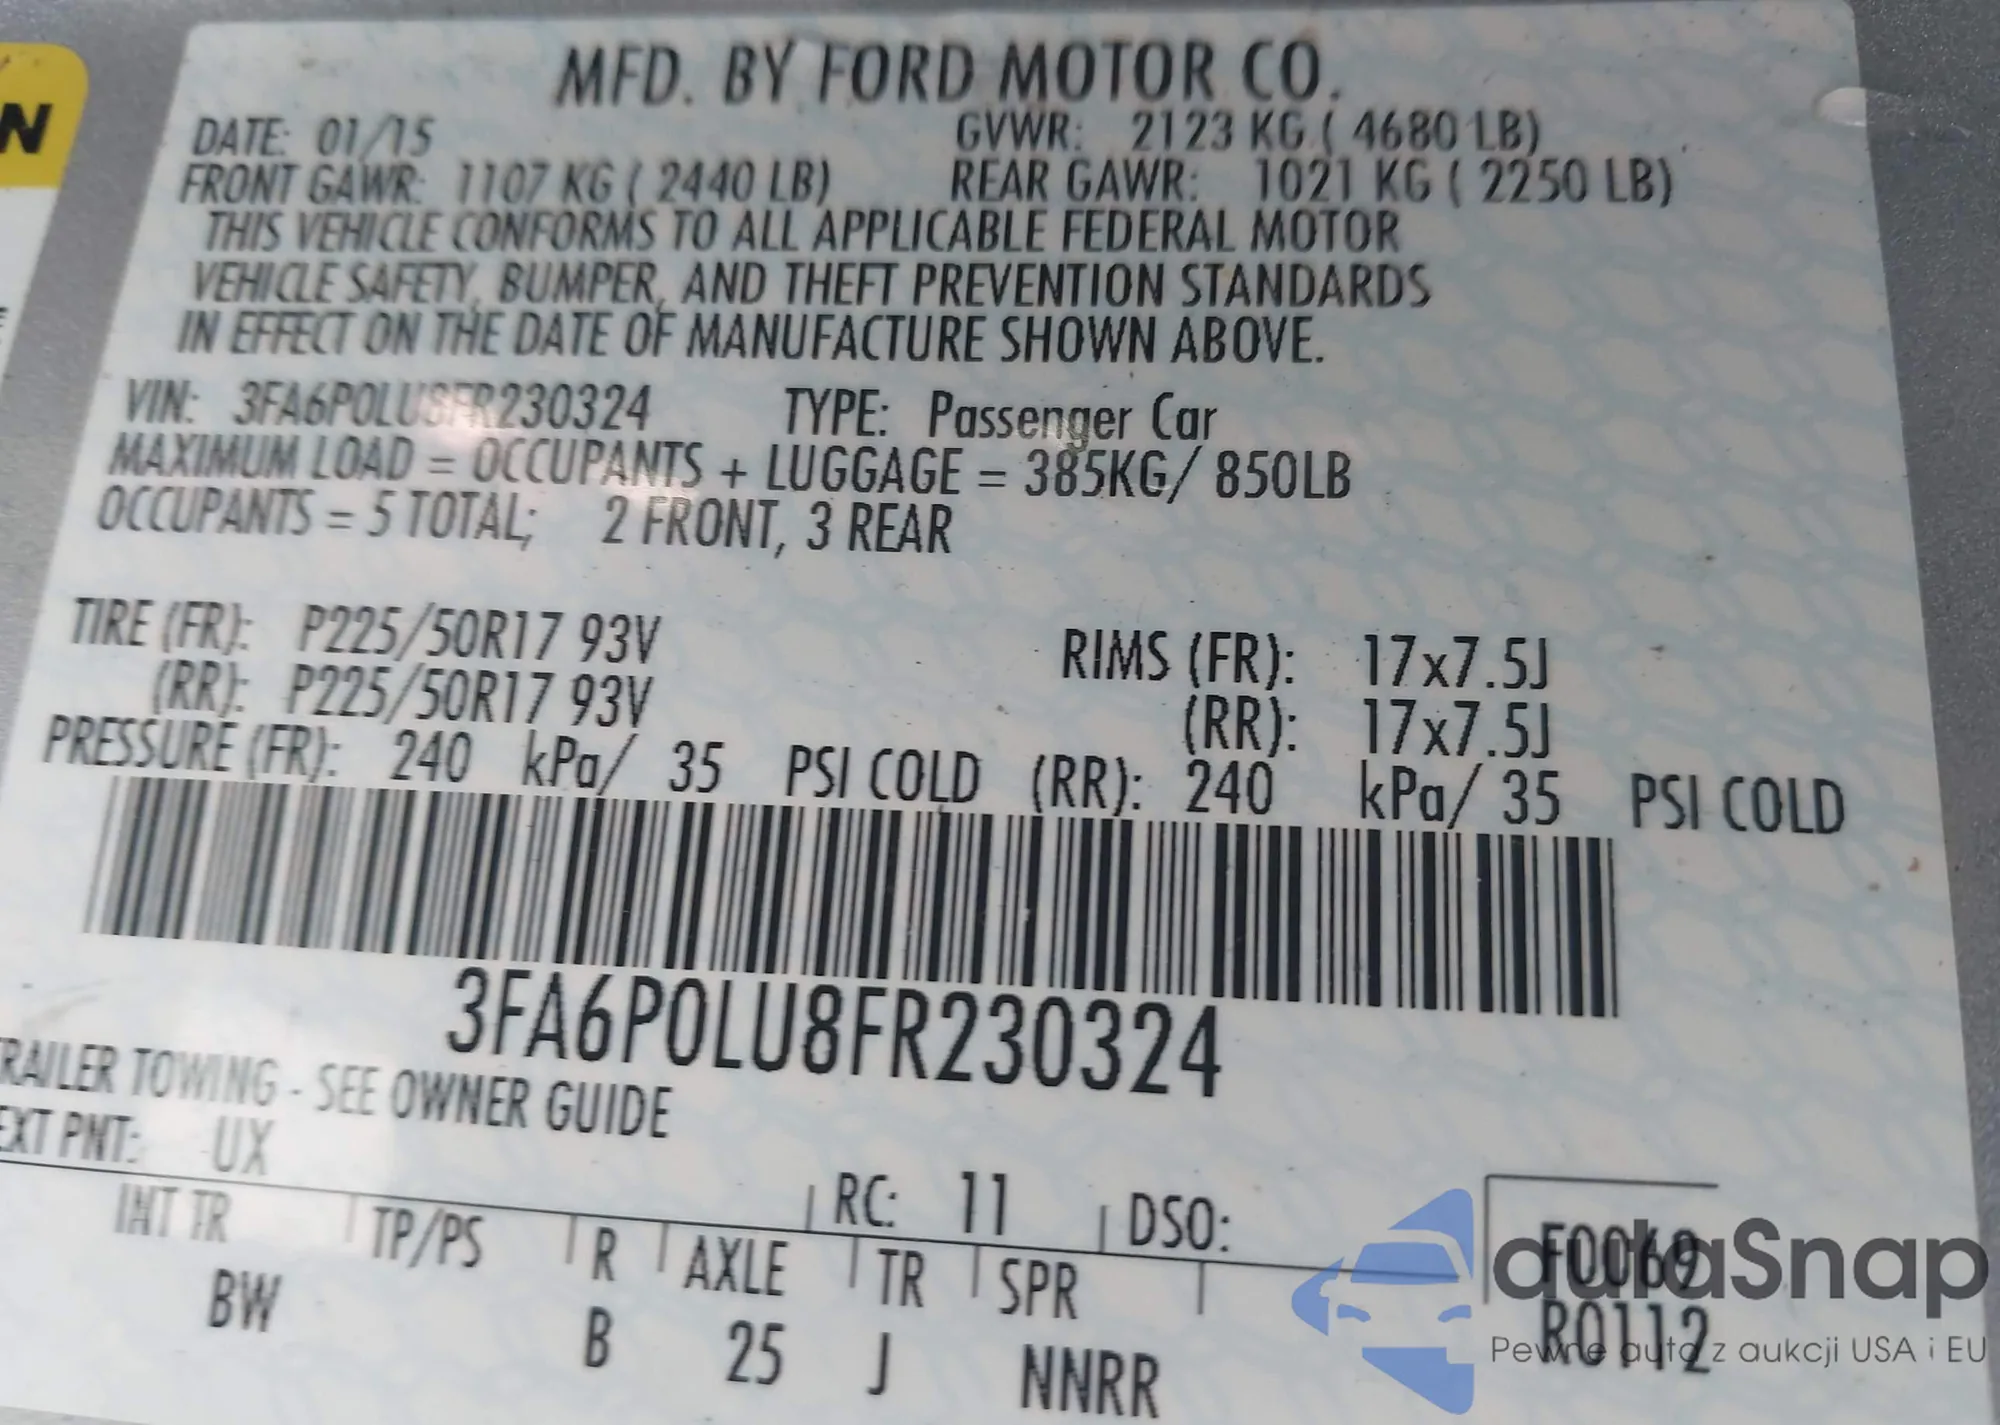 N
MFD. BY FORD MOTOR CO.
DATE: 01/15 GVWR: 2123 KG ( 4680 LB)
FRONT GAWR: 1107 KG ( 2440 LB) REAR GAWR: 1021 KG ( 2250 LB)
THIS VEHICLE CONFORMS TO ALL APPLICABLE FEDERAL MOTOR
VEHICLE SAFETY, BUMPER, AND THEFT PREVENTION STANDARDS
IN EFFECT ON THE DATE OF MANUFACTURE SHOWN ABOVE.
VIN: 3FA6P0LU8FR230324 TYPE: Passenger Car
MAXIMUM LOAD = OCCUPANTS + LUGGAGE = 385KG/ 850LB
OCCUPANTS = 5 TOTAL; 2 FRONT, 3 REAR
TIRE (FR): P225/50R17 93V RIMS (FR): 17x7.5J
(RR): P225/50R17 93V (RR): 17x7.5J
PRESSURE (FR): 240 kPa/ 35 PSI COLD (RR): 240 kPa/ 35 PSI COLD
3FA6P0LU8FR230324
TRAILER TOWING - SEE OWNER GUIDE
EXT PNT: UX RC: 11 DSO:
INT TR TP/PS R AXLE TR SPR
BW B 25 J NNRR
F0069
R0112
autaSnap
Pewne auta z aukcji USA i EU